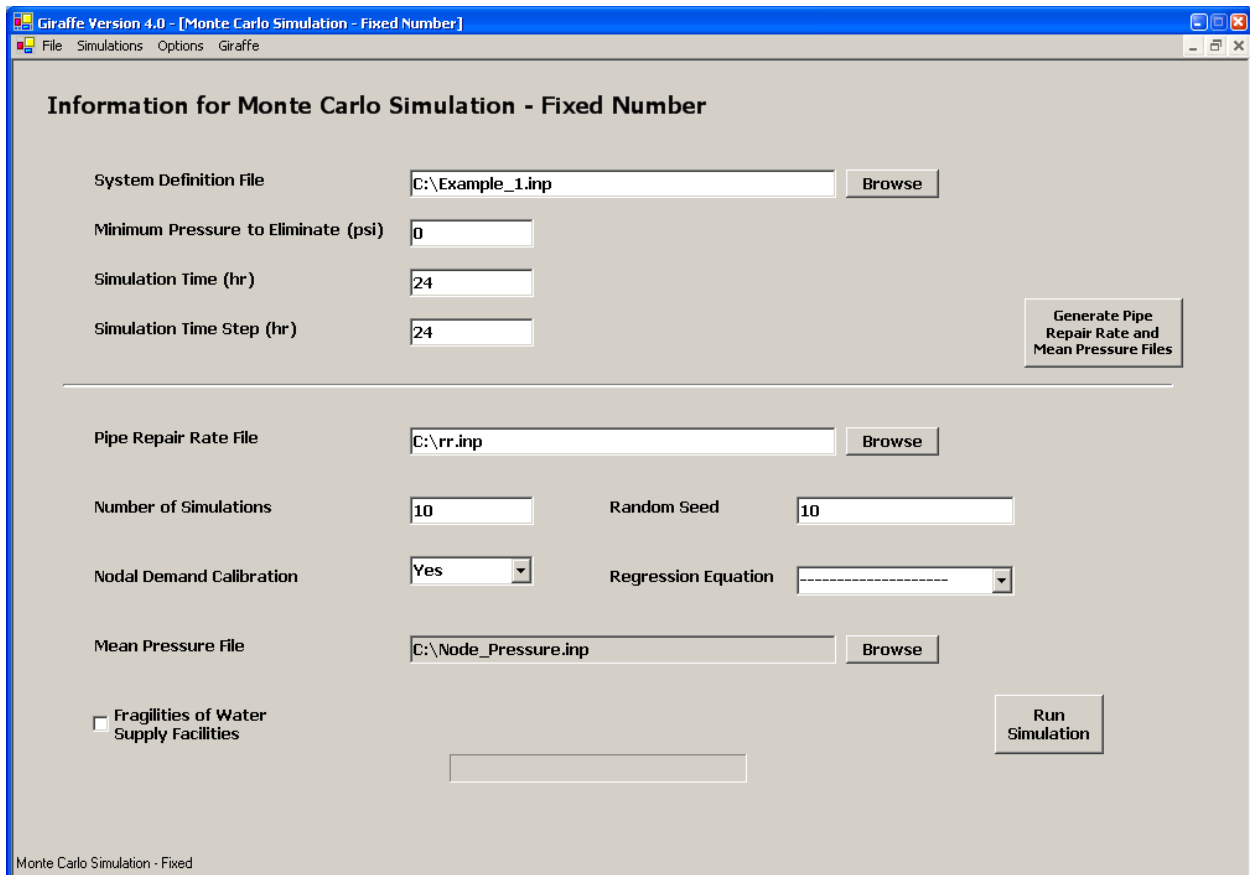 Giraffe Version 4.0 - [Monte Carlo Simulation - Fixed Number]
File Simulations Options Giraffe
Information for Monte Carlo Simulation - Fixed Number
System Definition File
C:\Example_1.inp
Browse
Minimum Pressure to Eliminate (psi)
0
Simulation Time (hr)
24
Simulation Time Step (hr)
24
Generate Pipe
Repair Rate and
Mean Pressure Files
Pipe Repair Rate File
C:\rr.inp
Browse
Number of Simulations
10
Random Seed
10
Nodal Demand Calibration
Yes
Regression Equation
--------------------
Mean Pressure File
C:\Node_Pressure.inp
Browse
Fragilities of Water
Supply Facilities
Run
Simulation
Monte Carlo Simulation - Fixed